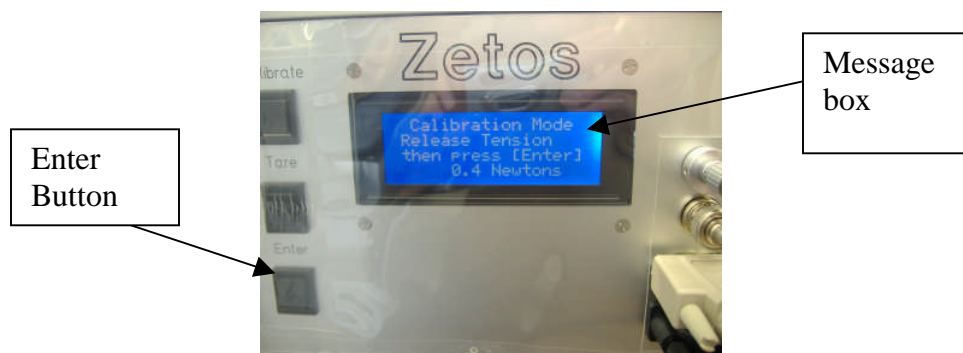 Zetos
librate
Calibration Mode
Release Tension
then press [Enter]
0.4 Newtons
Tare
Enter
Message
box
Enter
Button